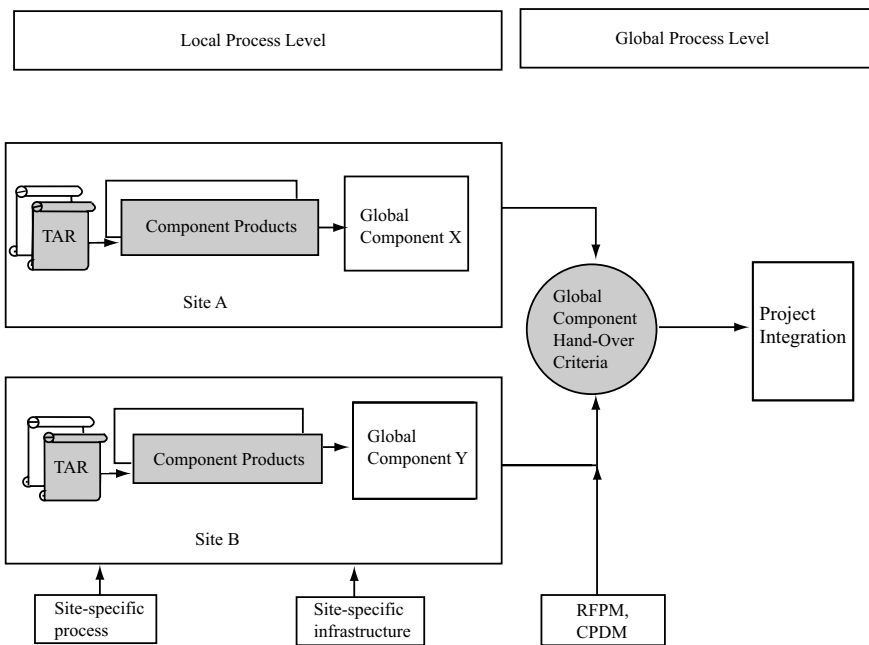 Local Process Level
Global Process Level
TAR
Component Products
Global
Component X
Site A
Global
Component
Hand-Over
Criteria
Project
Integration
TAR
Component Products
Global
Component Y
Site B
Site-specific
process
Site-specific
infrastructure
RFPM,
CPDM